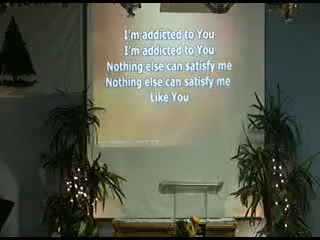 I'm addicted to You
I'm addicted to You
Nothing else can satisfy me
Nothing else can satisfy me
Like You